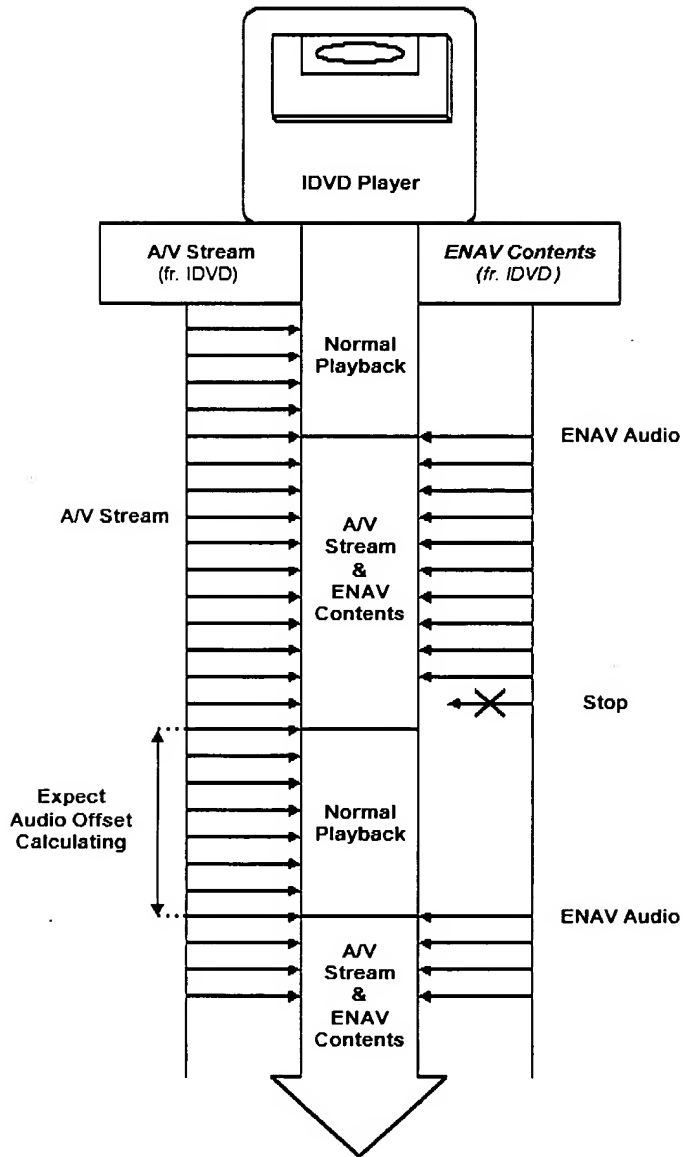 IDVD Player
A/V Stream
(fr. IDVD)
ENAV Contents
(fr. IDVD)
Normal
Playback
ENAV Audio
A/V Stream
A/V
Stream
&
ENAV
Contents
Stop
Expect
Audio Offset
Calculating
Normal
Playback
ENAV Audio
A/V
Stream
&
ENAV
Contents